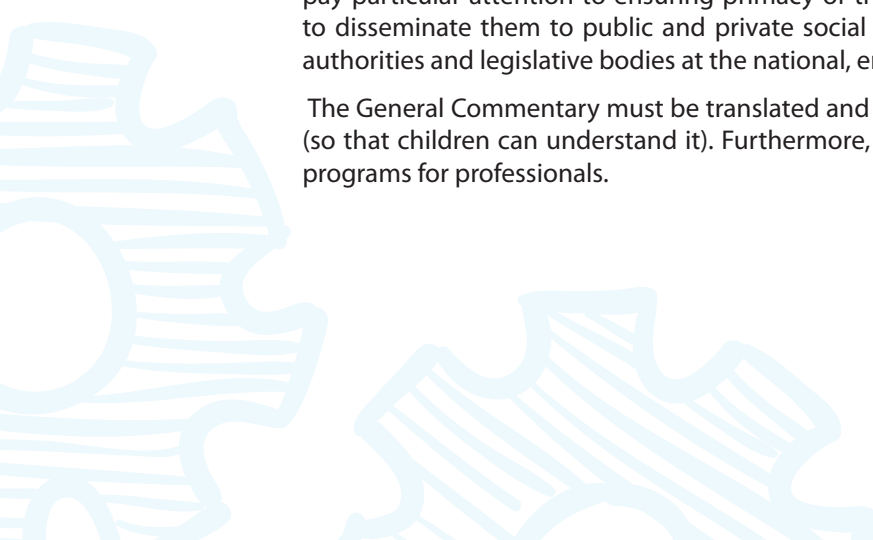 pay particular attention to ensuring primacy of
to disseminate them to public and private social
authorities and legislative bodies at the national,
The General Commentary must be translated and
(so that children can understand it). Furthermore,
programs for professionals.